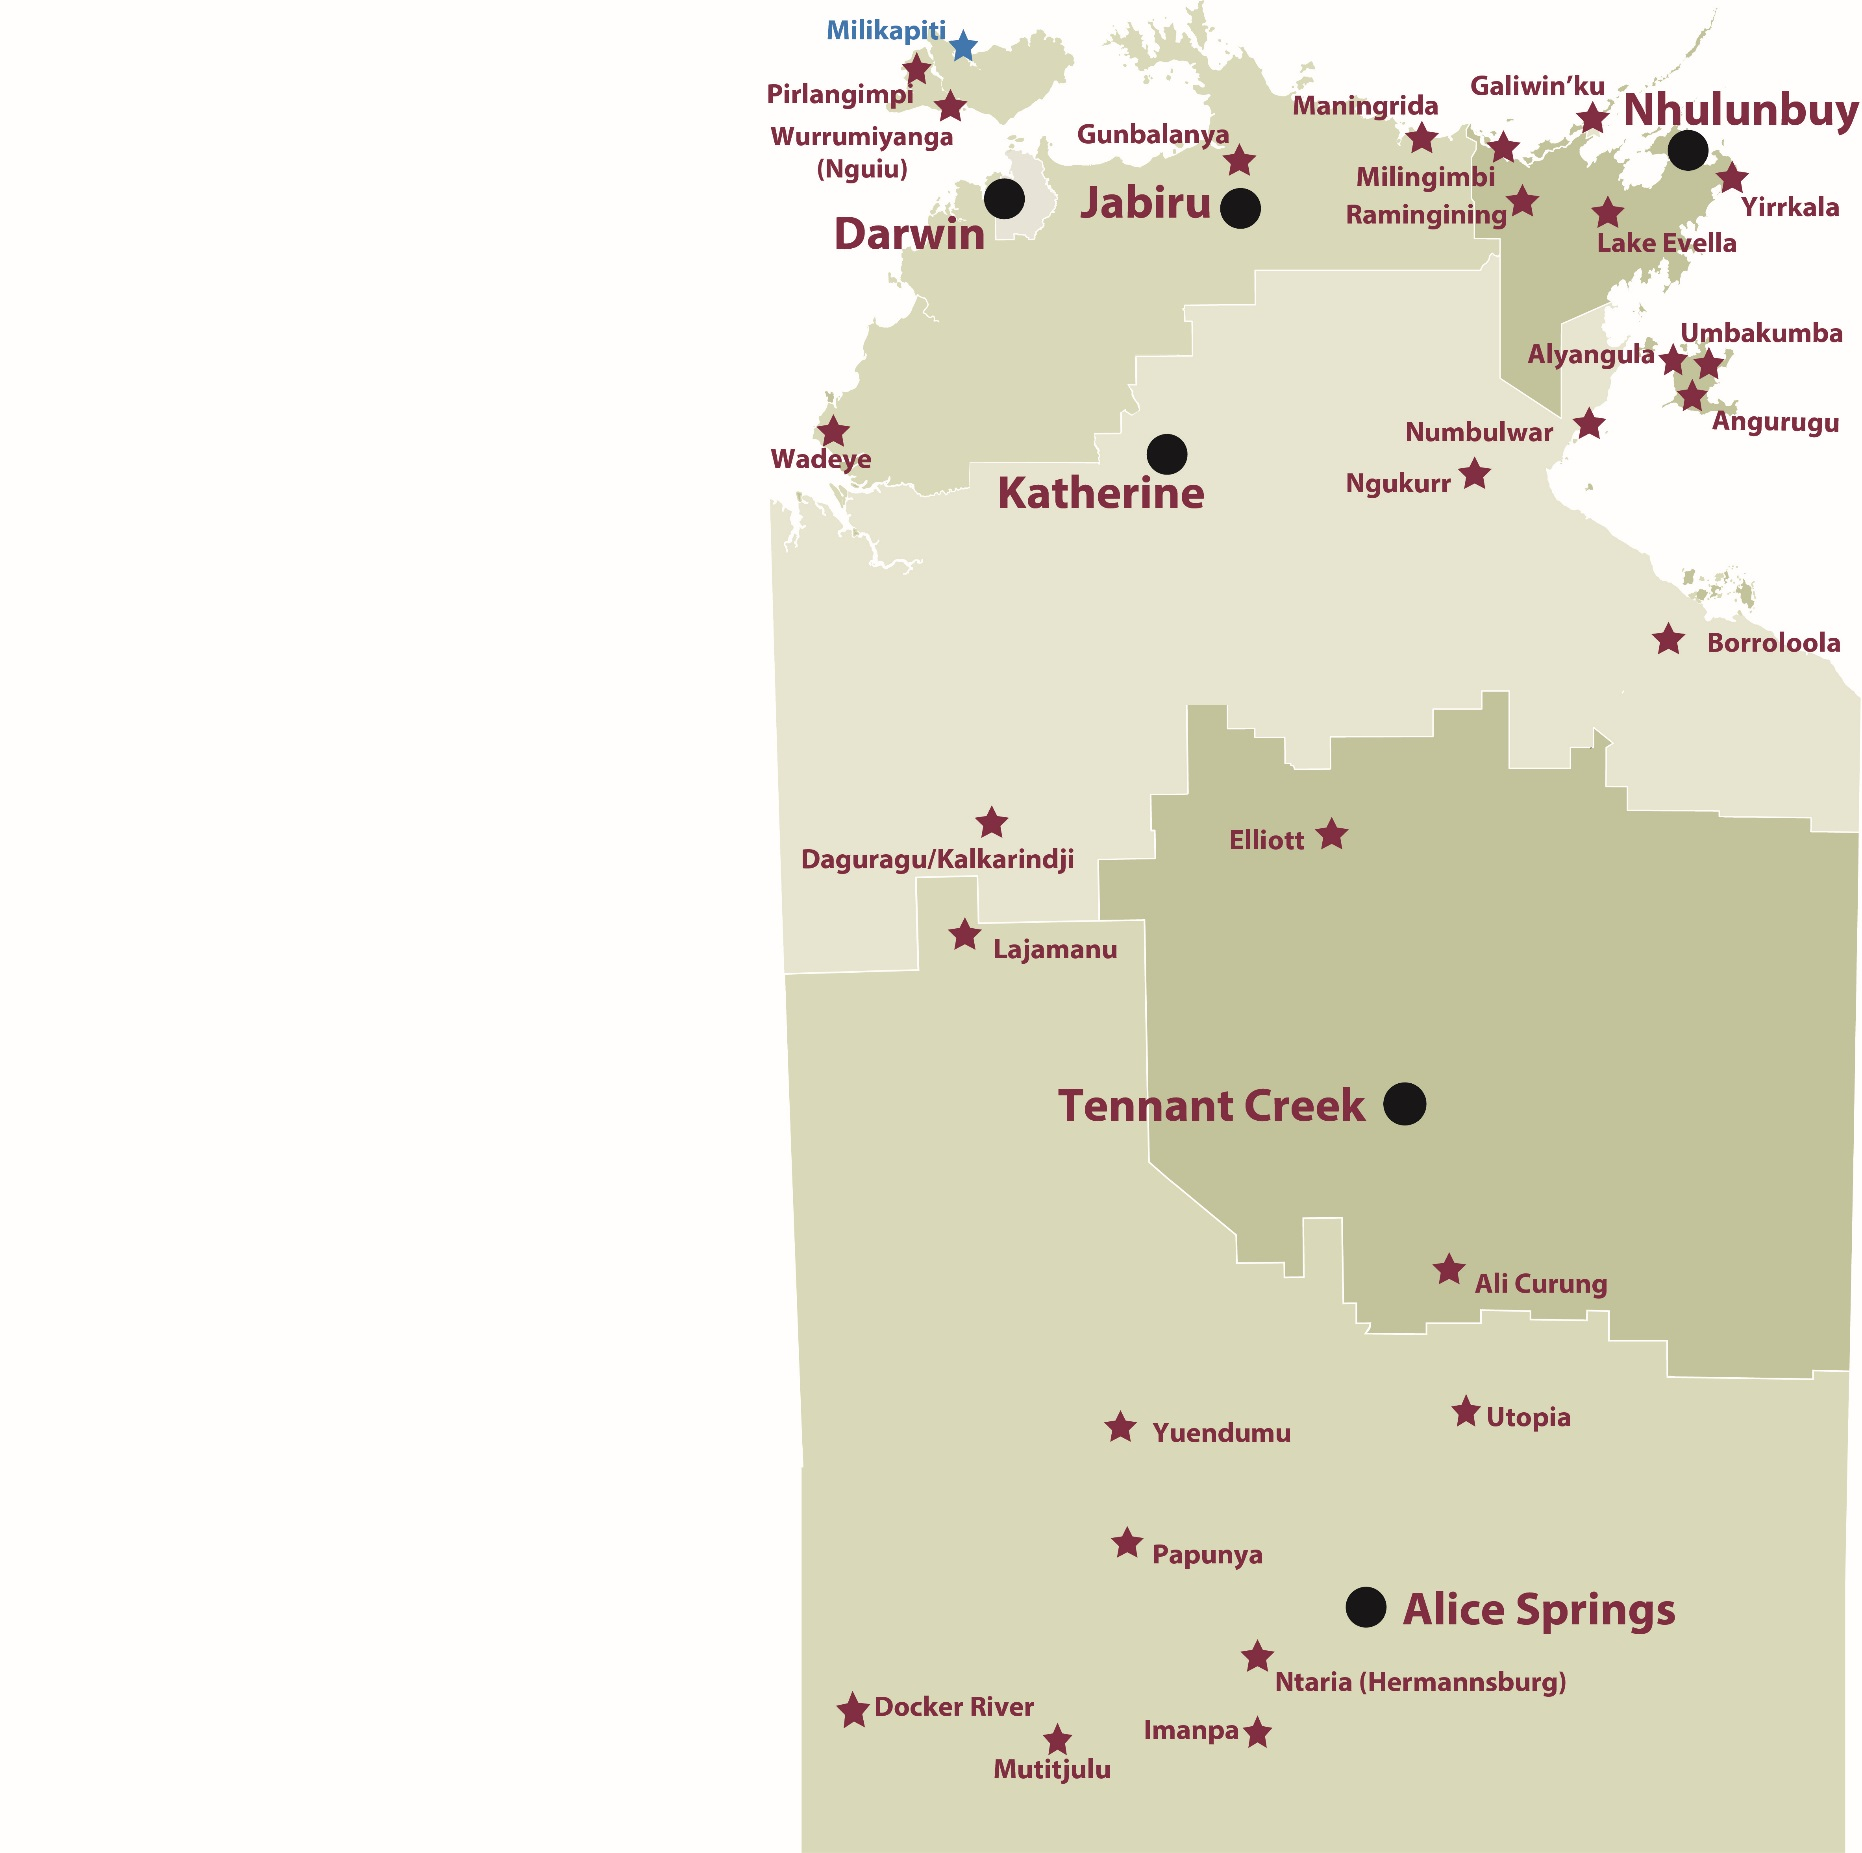 Milikapiti
Pirlangimpi
Wurrumiyanga
(Nguiu)
Galiwin’ku
Nhulunbuy
Maningrida
Gunbalanya
Milingimbi
Jabiru
Ramingining
Yirrkala
Darwin
Lake Evella
Umbakumba
Alyangula
Angurugu
Numbulwar
Wadeye
Ngukurr
Katherine
Borroloola
Elliott
Daguragu/Kalkarindji
Lajamanu
Tennant Creek
Ali Curung
Utopia
Yuendumu
Papunya
Alice Springs
Ntaria (Hermannsburg)
Docker River
Imanpa
Mutitjulu